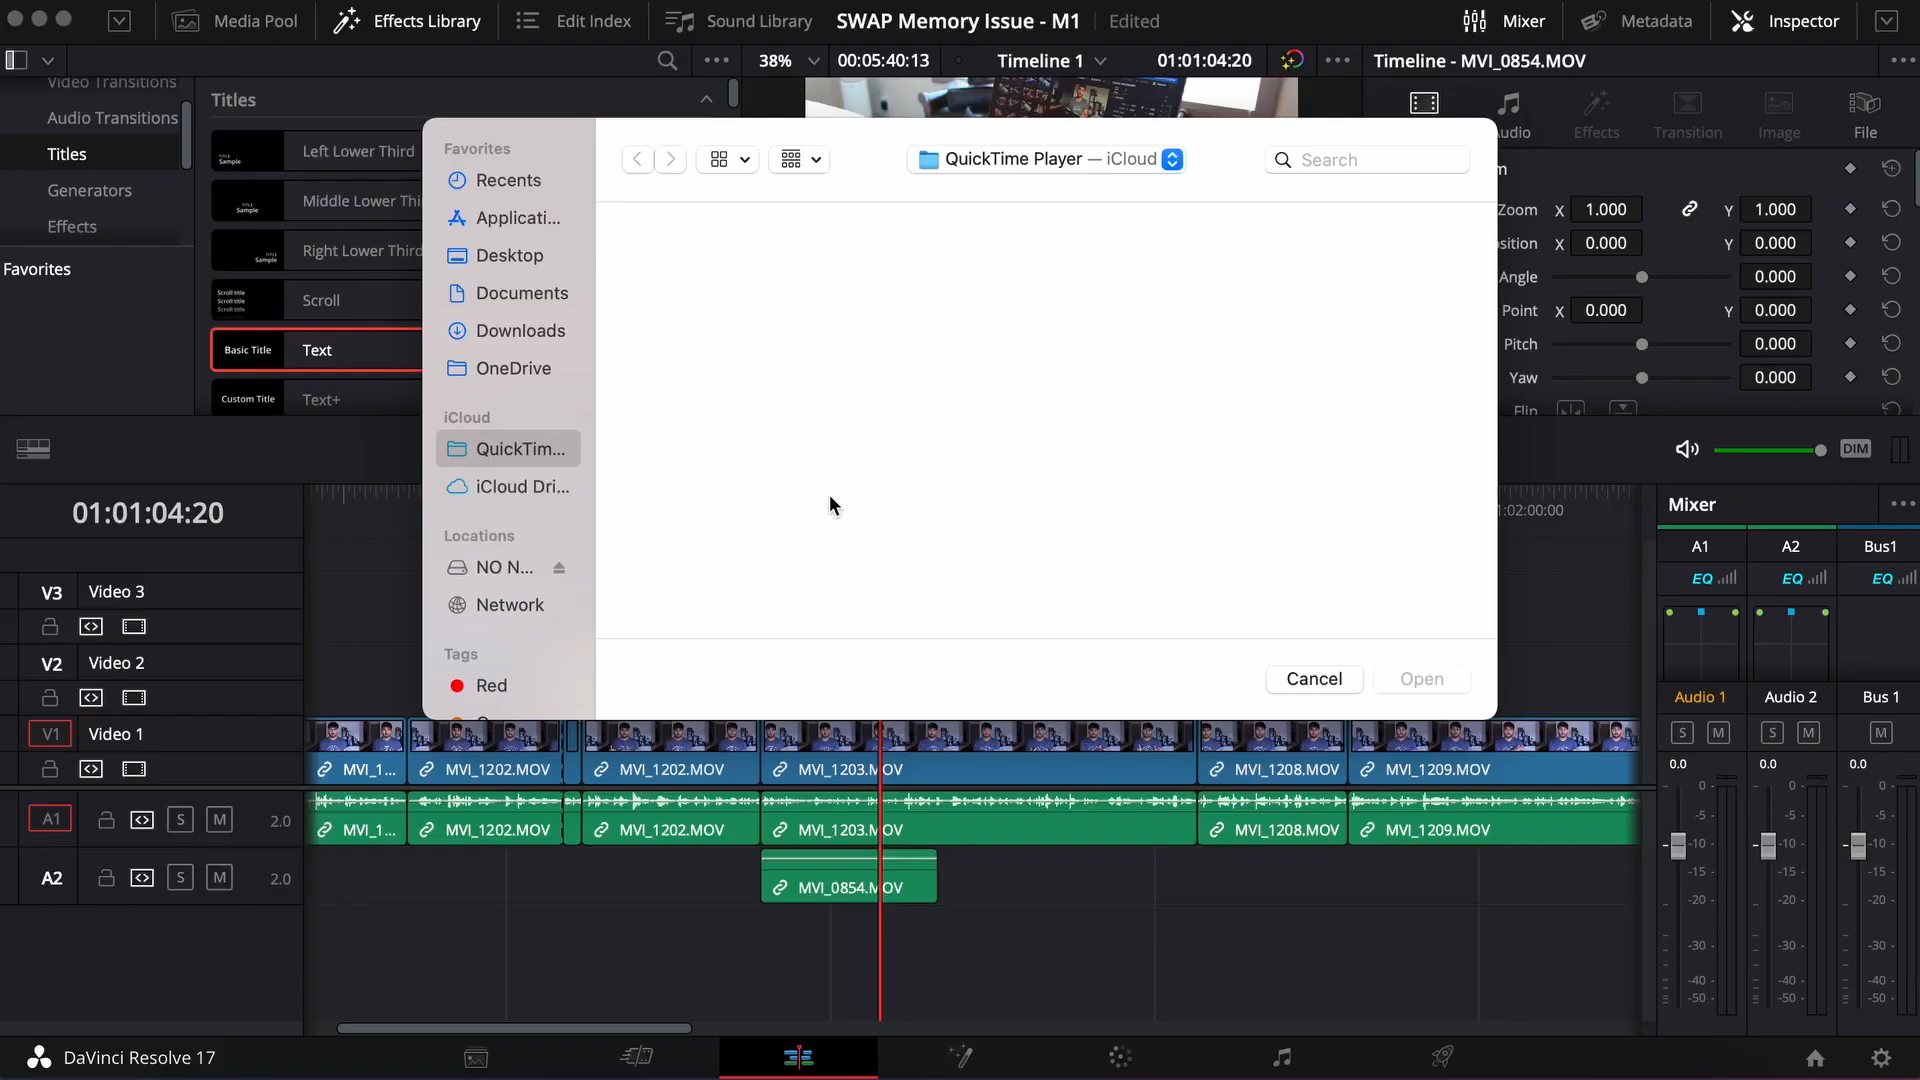 Media Pool
Effects Library
Edit Index
Sound Library
SWAP Memory Issue - M1
Edited
Mixer
Metadata
Inspector
38%
00:05:40:13
Timeline 1
01:01:04:20
Timeline - MVI_0854.MOV
Video Transitions
Audio Transitions
Titles
Generators
Effects
Favorites
Titles
Left Lower Third
Middle Lower Thi
Right Lower Third
Scroll
Basic Title
Text
Custom Title
Text+
Favorites
Recents
Applicati...
Desktop
Documents
Downloads
OneDrive
iCloud
QuickTim...
iCloud Dri...
Locations
NO N...
Network
Tags
Red
QuickTime Player — iCloud
Search
Cancel
Open
udio
Effects
Transition
Image
File
m
Zoom X 1.000 Y 1.000
sition X 0.000 Y 0.000
Angle 0.000
Point X 0.000 Y 0.000
Pitch 0.000
Yaw 0.000
Flip
DIM
01:01:04:20
1:02:00:00
V3 Video 3
V2 Video 2
V1 Video 1
MVI_1...
MVI_1202.MOV
MVI_1202.MOV
MVI_1203.MOV
MVI_1208.MOV
MVI_1209.MOV
A1 S M 2.0
MVI_1...
MVI_1202.MOV
MVI_1202.MOV
MVI_1203.MOV
MVI_1208.MOV
MVI_1209.MOV
A2 S M 2.0
MVI_0854.MOV
Mixer
A1 A2 Bus1
EQ EQ EQ
Audio 1 Audio 2 Bus 1
S M S M M
0.0 0.0 0.0
0- 0- 0-
-5- -5- -5-
-10- -10- -10-
-15- -15- -15-
-20- -20- -20-
-30- -30- -30-
-40- -40- -40-
-50- -50- -50-
DaVinci Resolve 17